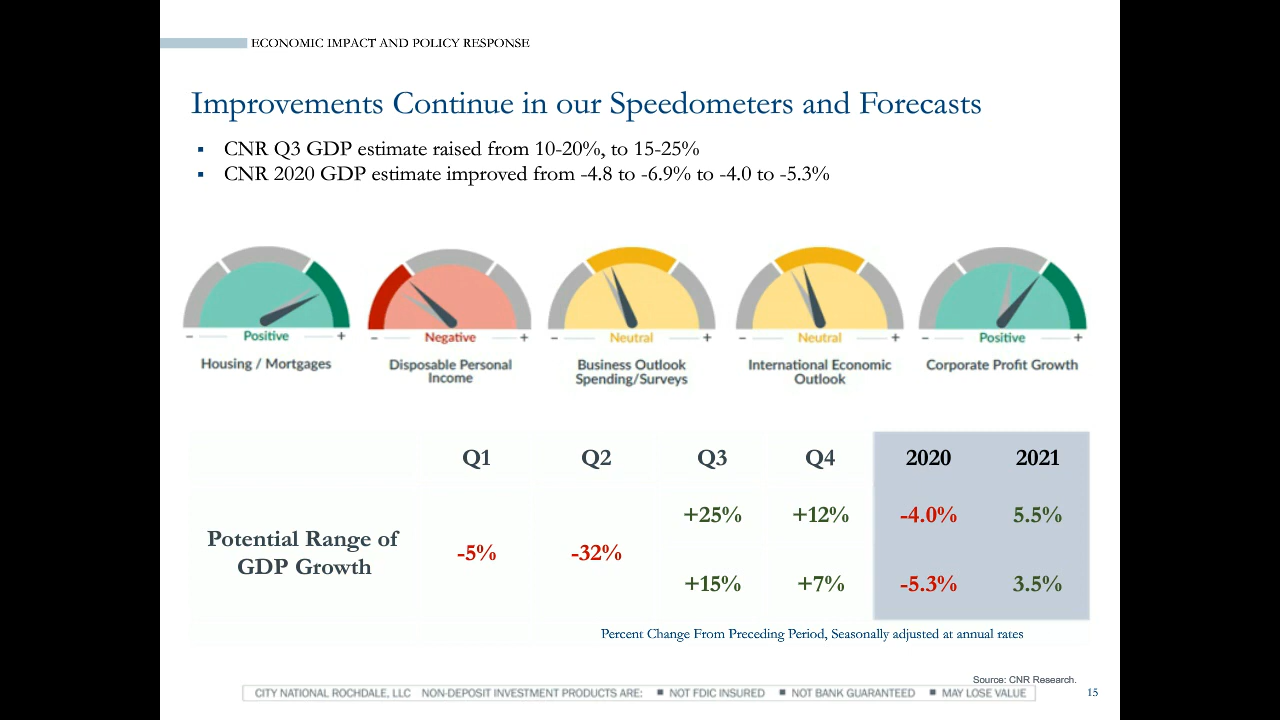 ECONOMIC IMPACT AND POLICY RESPONSE
Improvements Continue in our Speedometers and Forecasts
▪ CNR Q3 GDP estimate raised from 10-20%, to 15-25%
▪ CNR 2020 GDP estimate improved from -4.8 to -6.9% to -4.0 to -5.3%
- Positive +
Housing / Mortgages
- Negative +
Disposable Personal
Income
- Neutral +
Business Outlook
Spending/Surveys
- Neutral +
International Economic
Outlook
- Positive +
Corporate Profit Growth
Q1 Q2 Q3 Q4 2020 2021
Potential Range of
GDP Growth
-5% -32%
+25% +12% -4.0% 5.5%
+15% +7% -5.3% 3.5%
Percent Change From Preceding Period, Seasonally adjusted at annual rates
Source: CNR Research.
CITY NATIONAL ROCHDALE, LLC NON-DEPOSIT INVESTMENT PRODUCTS ARE: ■ NOT FDIC INSURED ■ NOT BANK GUARANTEED ■ MAY LOSE VALUE
15